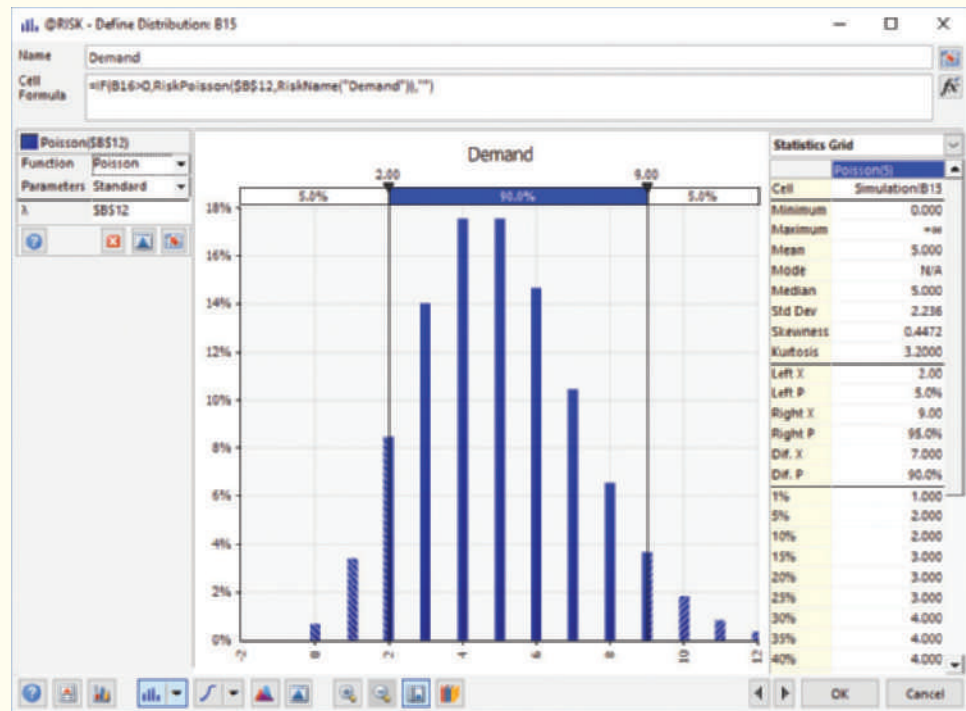 @RISK - Define Distribution: B15
Name Demand
Cell Formula =IF(B16>0,RiskPoisson($B$12,RiskName("Demand")),"")
Poisson($B$12)
Function Poisson
Parameters Standard
λ $B$12
Demand
2.00 9.00
5.0% 90.0% 5.0%
18%
16%
14%
12%
10%
8%
6%
4%
2%
0%
-2 0 2 4 6 8 10 12
Statistics Grid
Poisson(5)
Cell Simulation!B15
Minimum 0.000
Maximum +∞
Mean 5.000
Mode N/A
Median 5.000
Std Dev 2.236
Skewness 0.4472
Kurtosis 3.2000
Left X 2.00
Left P 5.0%
Right X 9.00
Right P 95.0%
Dif. X 7.000
Dif. P 90.0%
1% 1.000
5% 2.000
10% 2.000
15% 3.000
20% 3.000
25% 3.000
30% 4.000
35% 4.000
40% 4.000
OK Cancel